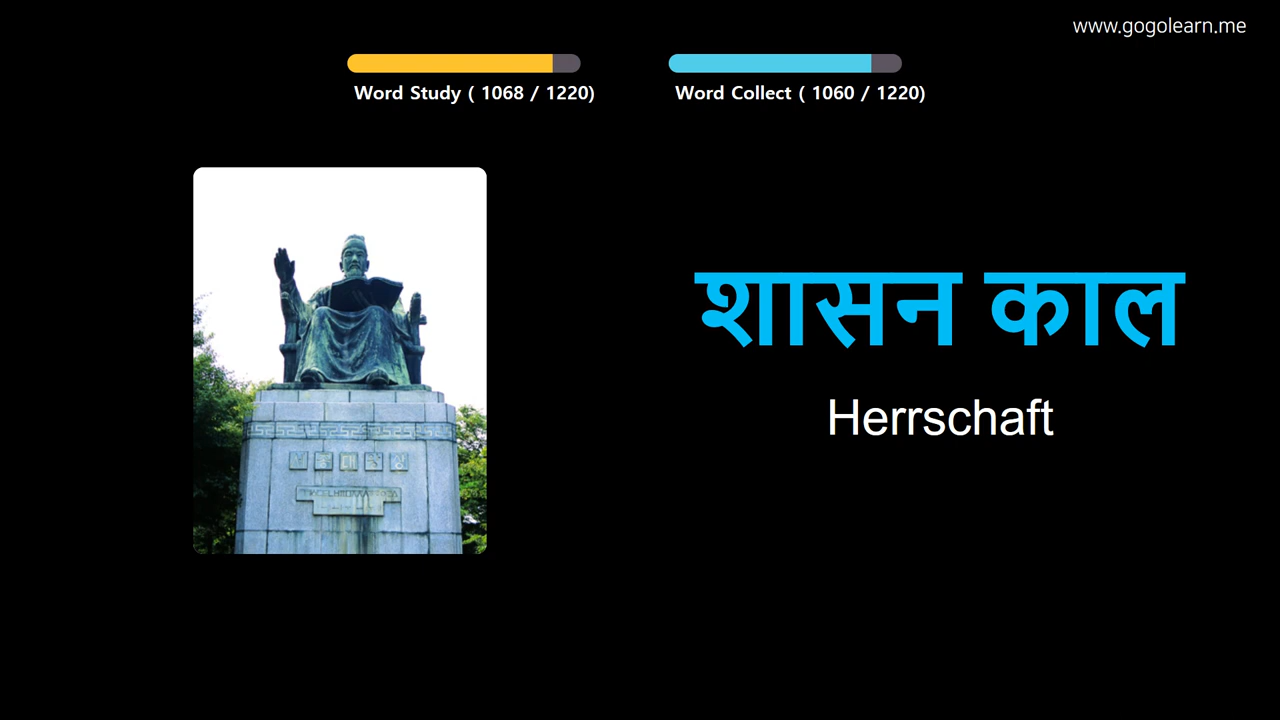 www.gogolearn.me
Word Study ( 1068 / 1220)
Word Collect ( 1060 / 1220)
शासन काल
Herrschaft